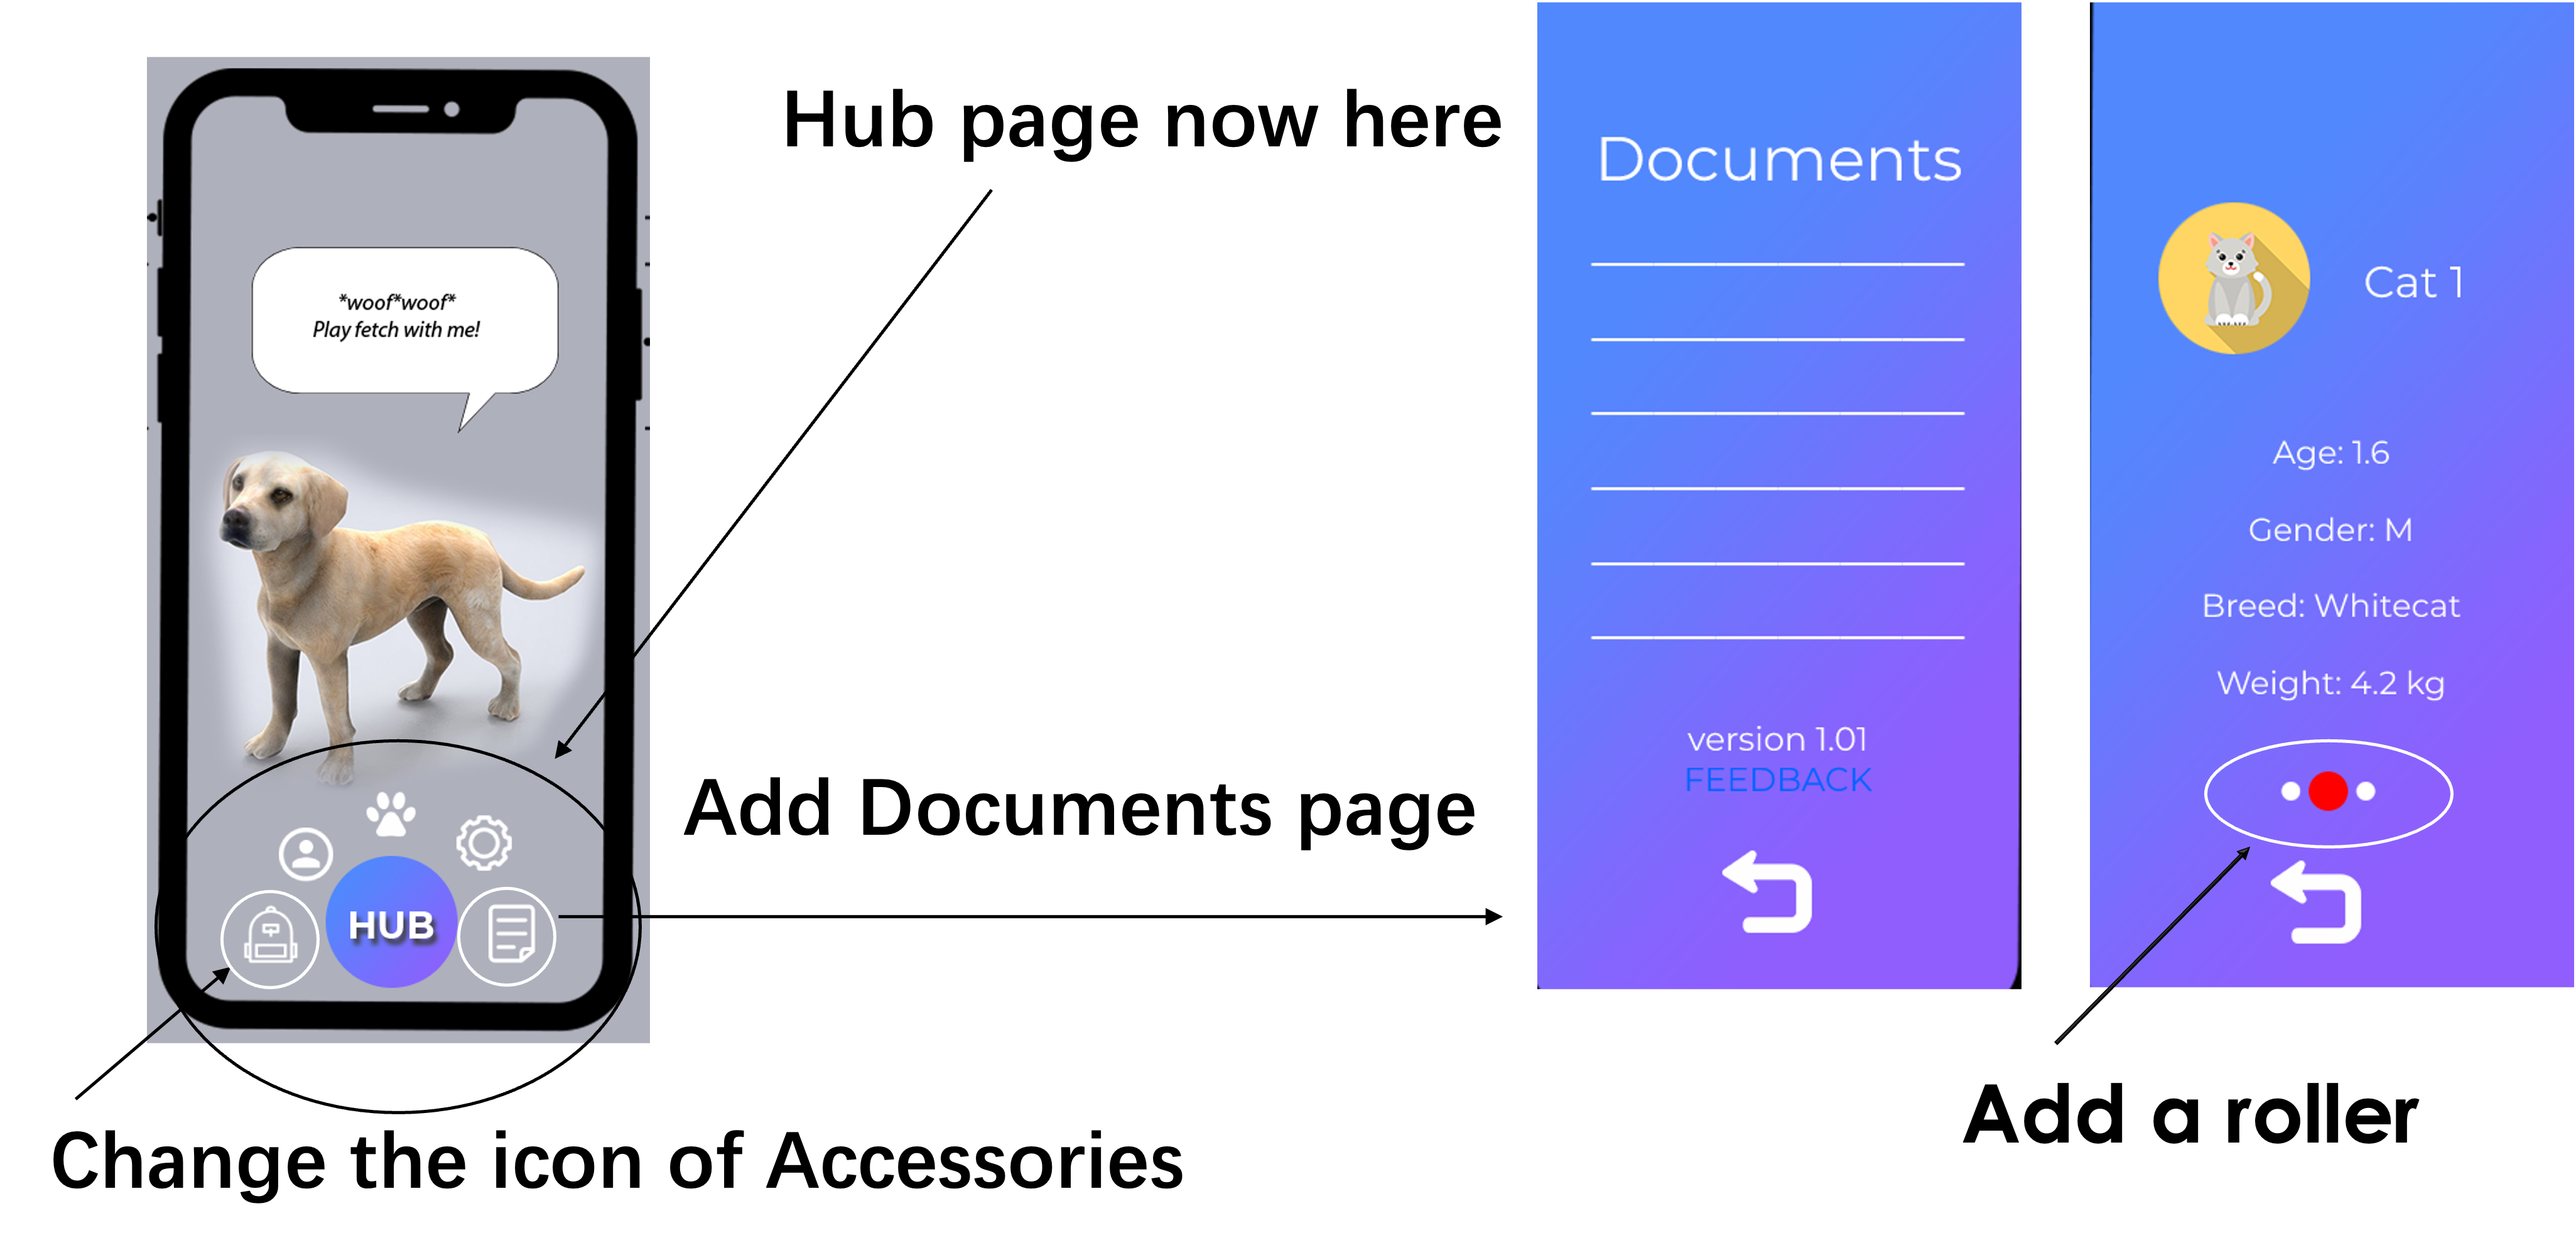 Hub page now here
*woof*woof*
Play fetch with me!
HUB
Add Documents page
Change the icon of Accessories
Documents
version 1.01
FEEDBACK
Cat 1
Age: 1.6
Gender: M
Breed: Whitecat
Weight: 4.2 kg
Add a roller